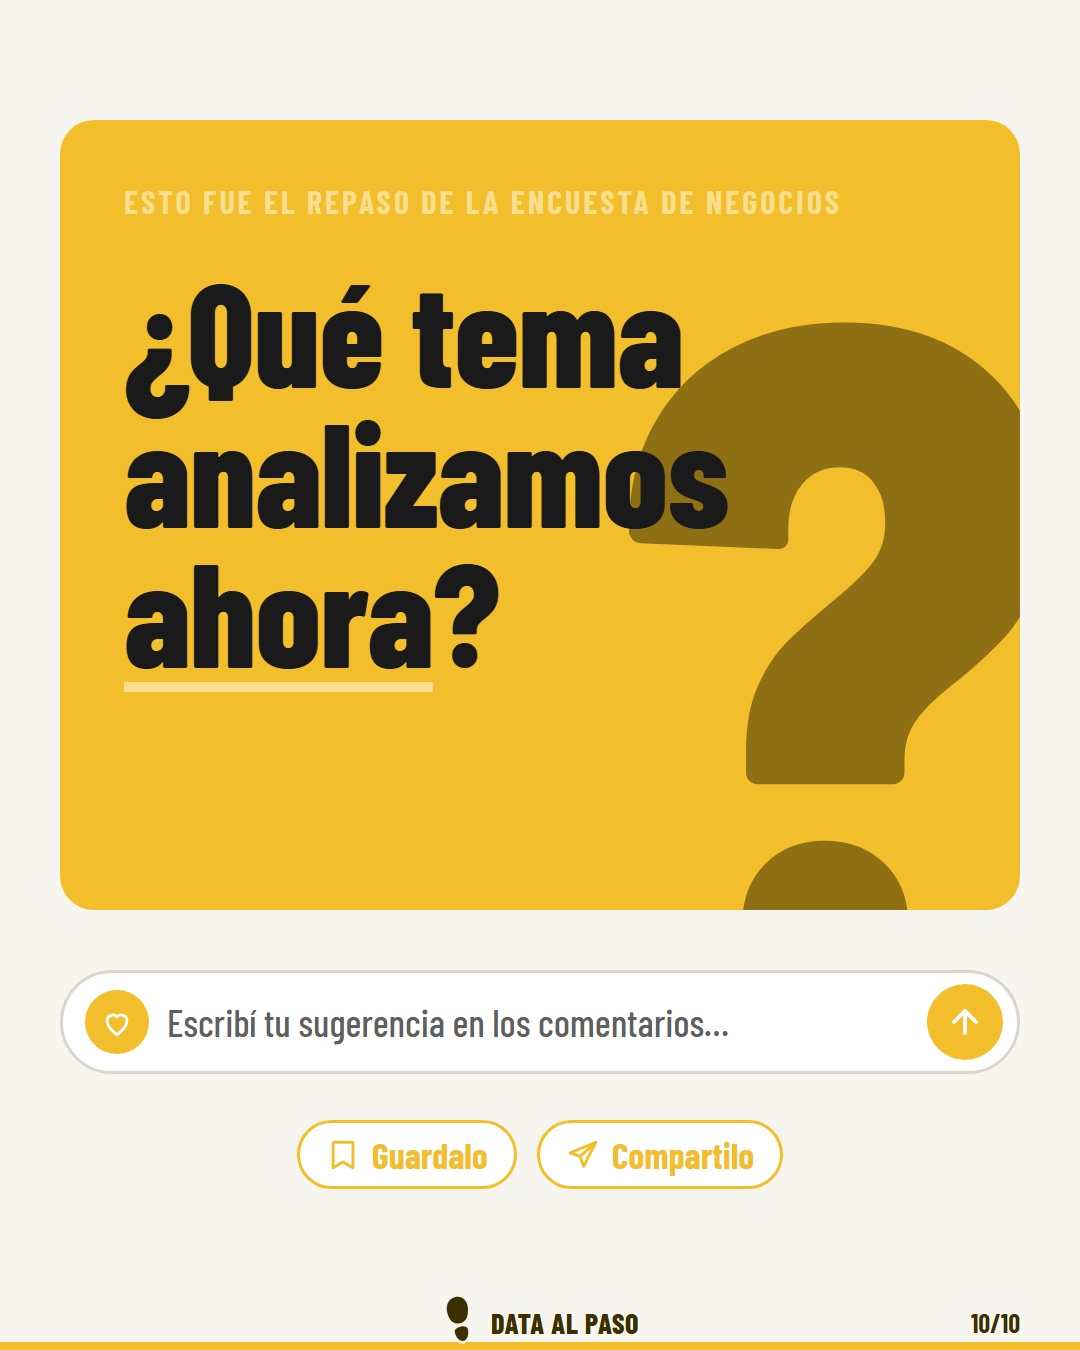 ESTO FUE EL REPASO DE LA ENCUESTA DE NEGOCIOS
¿Qué tema
analizamos
ahora?
Escribí tu sugerencia en los comentarios...
Guardalo
Compartilo
DATA AL PASO
10/10